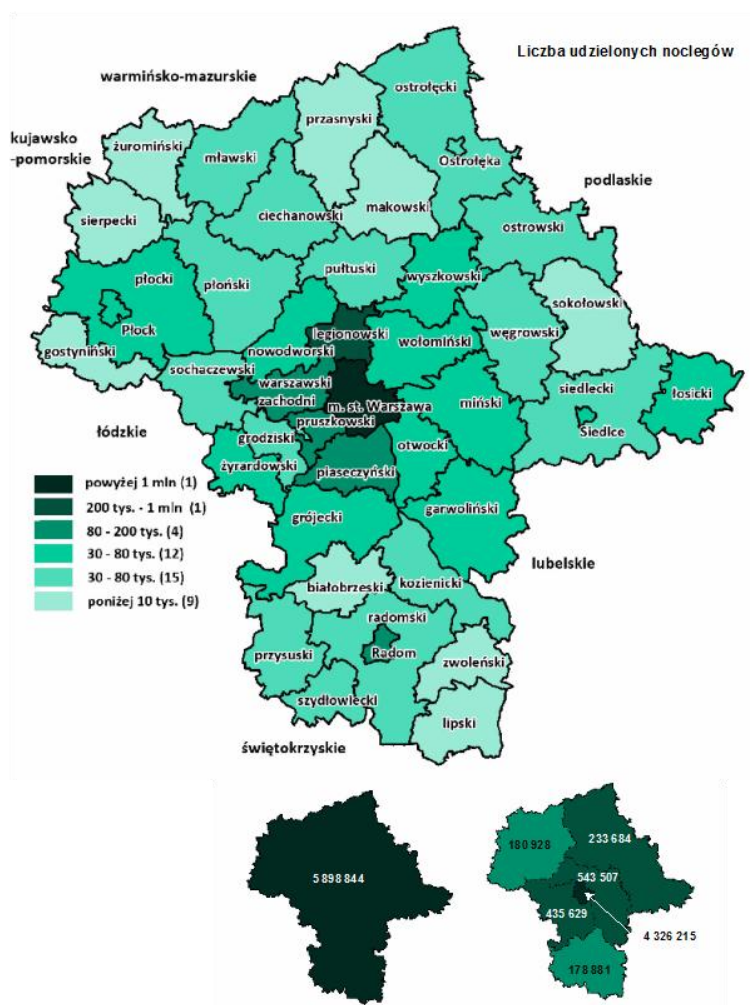 Liczba udzielonych noclegów
ostrołęcki
warmińsko-mazurskie
przasnyski
kujawsko
-pomorskie
żuromiński
mławski
Ostrołęka
podlaskie
sierpecki
ciechanowski
makowski
ostrowski
płocki
płoński
pułtuski
wyszkowski
sokołowski
Płock
legionowski
wołomiński
węgrowski
gostyniński
nowodworski
sochaczewski
warszawski
zachodni
m. st. Warszawa
miński
siedlecki
łosicki
pruszkowski
Siedlce
łódzkie
grodziski
otwocki
żyrardowski
piaseczyński
powyżej 1 mln (1)
200 tys. - 1 mln (1)
80 - 200 tys. (4)
30 - 80 tys. (12)
30 - 80 tys. (15)
poniżej 10 tys. (9)
grójecki
garwoliński
lubelskie
białobrzeski
kozienicki
radomski
Radom
przysuski
zwoleński
szydłowiecki
lipski
świętokrzyskie
5 898 844
180 928
233 684
543 507
435 629
4 326 215
178 881